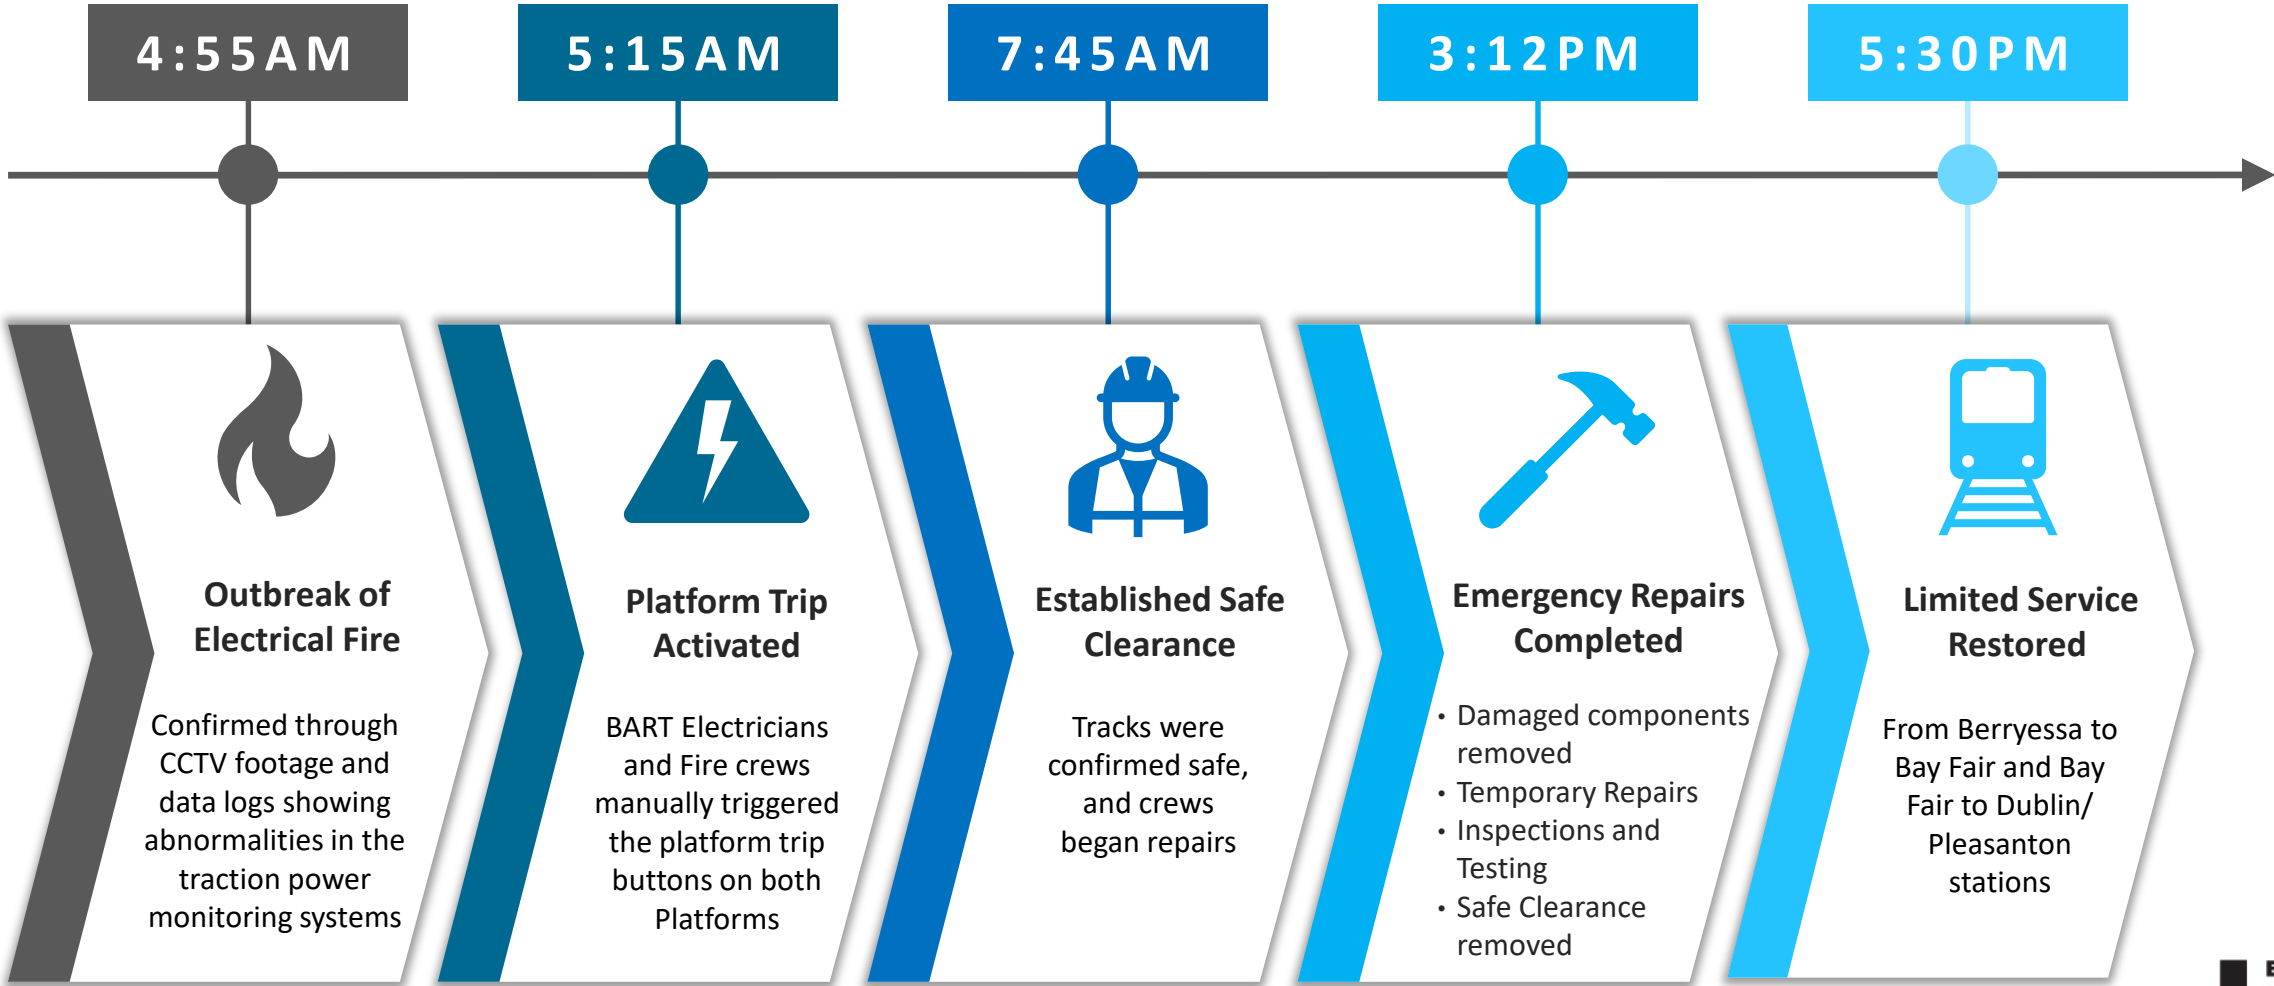 4:55AM
5:15AM
7:45AM
3:12PM
5:30PM
Outbreak of
Electrical Fire
Confirmed through
CCTV footage and
data logs showing
abnormalities in the
traction power
monitoring systems
Platform Trip
Activated
BART Electricians
and Fire crews
manually triggered
the platform trip
buttons on both
Platforms
Established Safe
Clearance
Tracks were
confirmed safe,
and crews
began repairs
Emergency Repairs
Completed
• Damaged components
removed
• Temporary Repairs
• Inspections and
Testing
• Safe Clearance
removed
Limited Service
Restored
From Berryessa to
Bay Fair and Bay
Fair to Dublin/
Pleasanton
stations